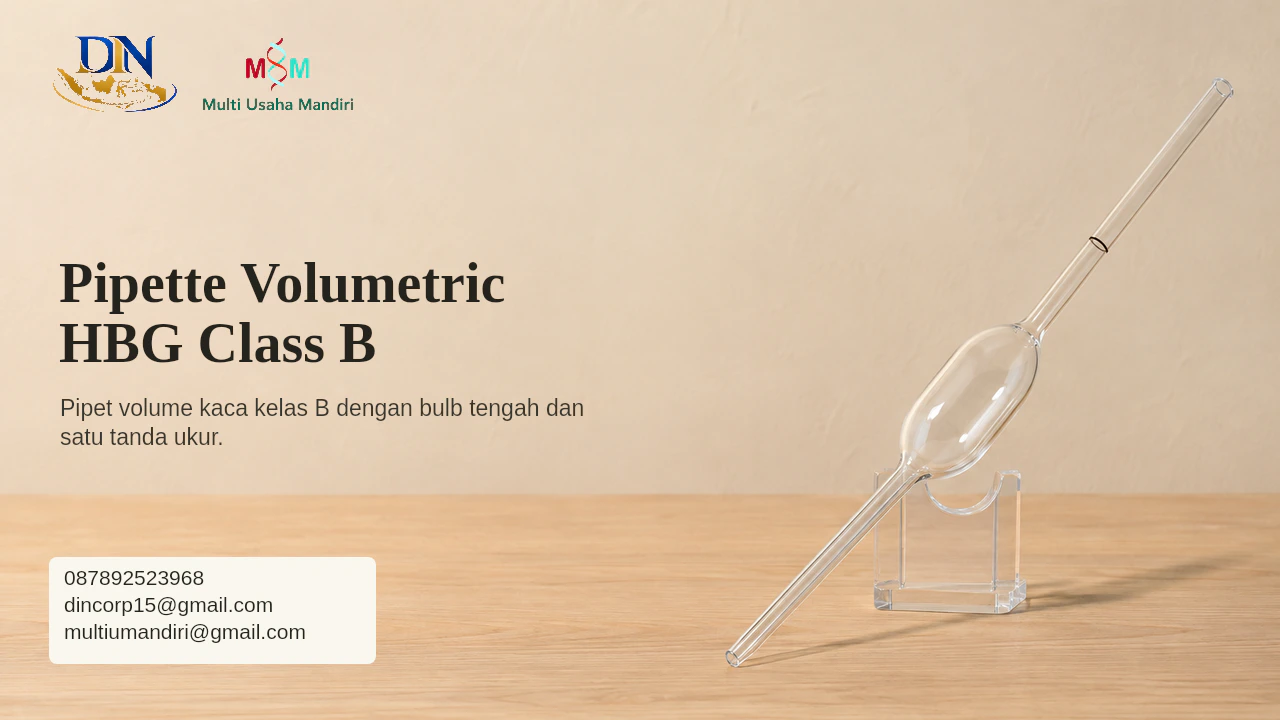 DIN
MSM
Multi Usaha Mandiri
Pipette Volumetric
HBG Class B
Pipet volume kaca kelas B dengan bulb tengah dan
satu tanda ukur.
087892523968
dincorp15@gmail.com
multiumandiri@gmail.com